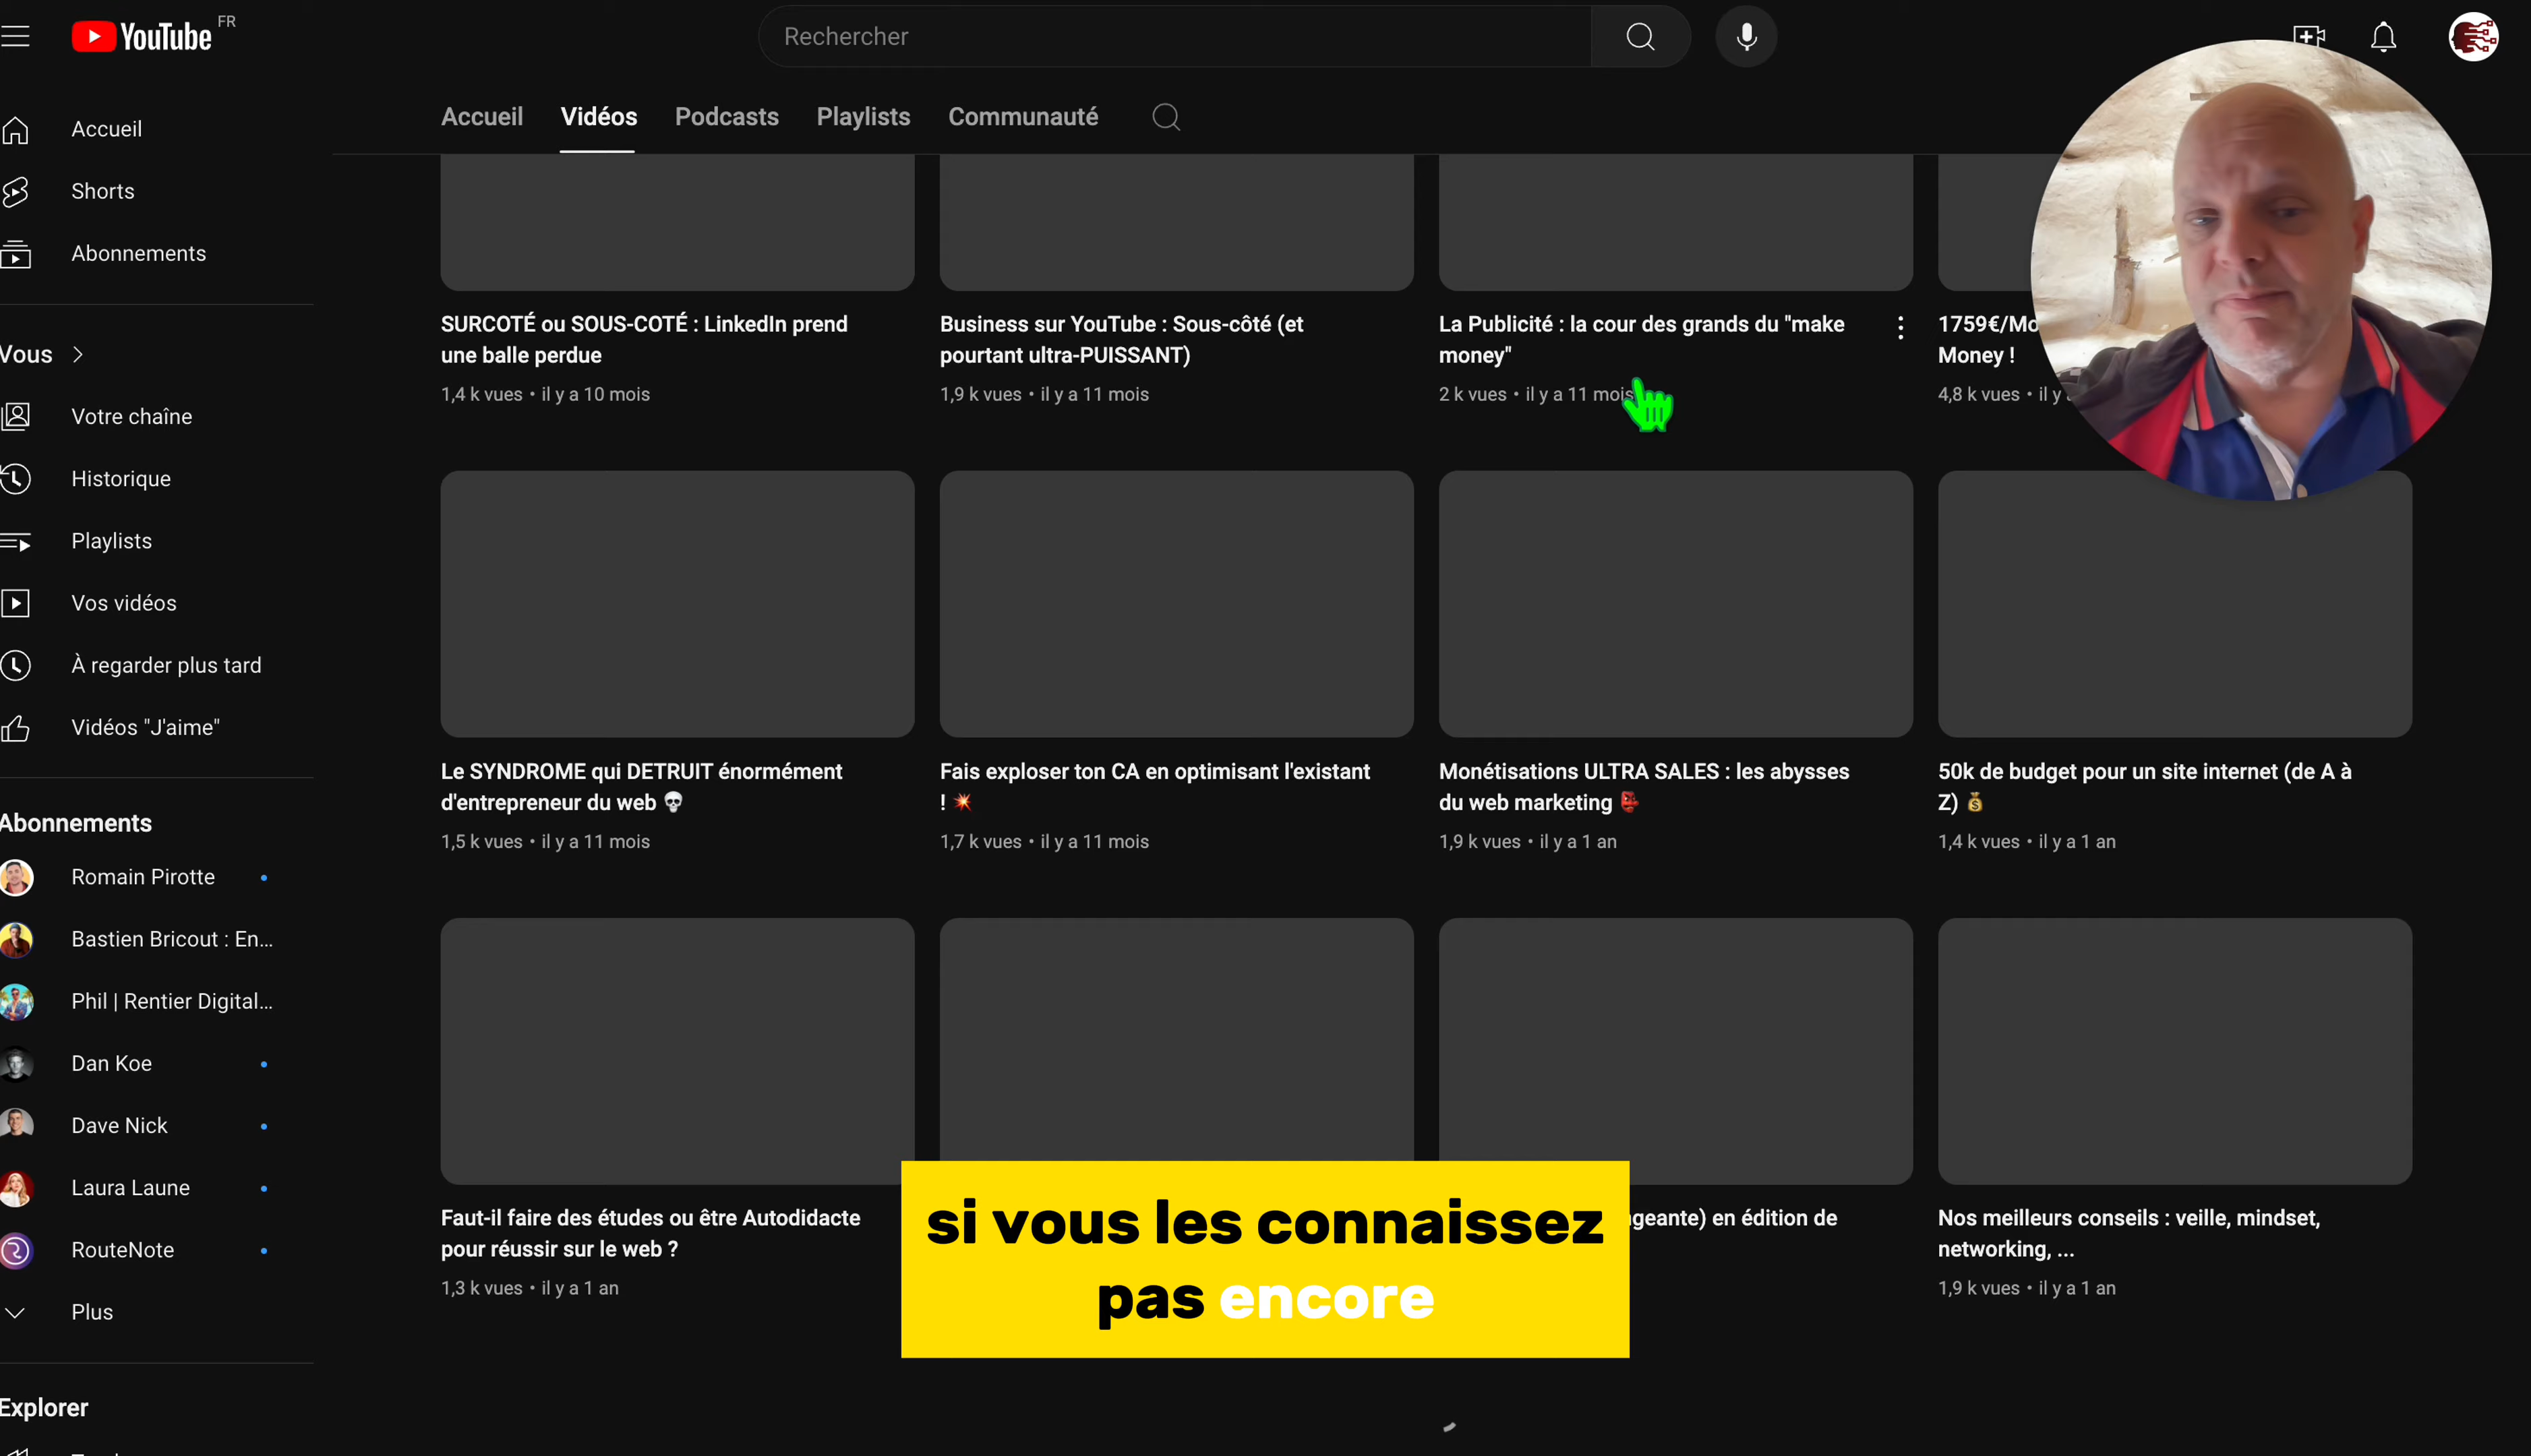 YouTube FR
Rechercher
Accueil
Vidéos
Podcasts
Playlists
Communauté
Accueil
Shorts
Abonnements
Vous
Votre chaîne
Historique
Playlists
Vos vidéos
À regarder plus tard
Vidéos "J'aime"
Abonnements
Romain Pirotte
Bastien Bricout : En...
Phil | Rentier Digital...
Dan Koe
Dave Nick
Laura Laune
RouteNote
Plus
Explorer
SURCOTÉ ou SOUS-COTÉ : LinkedIn prend
une balle perdue
1,4 k vues • il y a 10 mois
Business sur YouTube : Sous-côté (et
pourtant ultra-PUISSANT)
1,9 k vues • il y a 11 mois
La Publicité : la cour des grands du "make
money"
2 k vues • il y a 11 mois
1759€/Mo
Money !
4,8 k vues • il y
Le SYNDROME qui DETRUIT énormément
d'entrepreneur du web 💀
1,5 k vues • il y a 11 mois
Fais exploser ton CA en optimisant l'existant
! 💥
1,7 k vues • il y a 11 mois
Monétisations ULTRA SALES : les abysses
du web marketing 👺
1,9 k vues • il y a 1 an
50k de budget pour un site internet (de A à
Z) 💰
1,4 k vues • il y a 1 an
Faut-il faire des études ou être Autodidacte
pour réussir sur le web ?
1,3 k vues • il y a 1 an
geante) en édition de
Nos meilleurs conseils : veille, mindset,
networking, ...
1,9 k vues • il y a 1 an
si vous les connaissez
pas encore